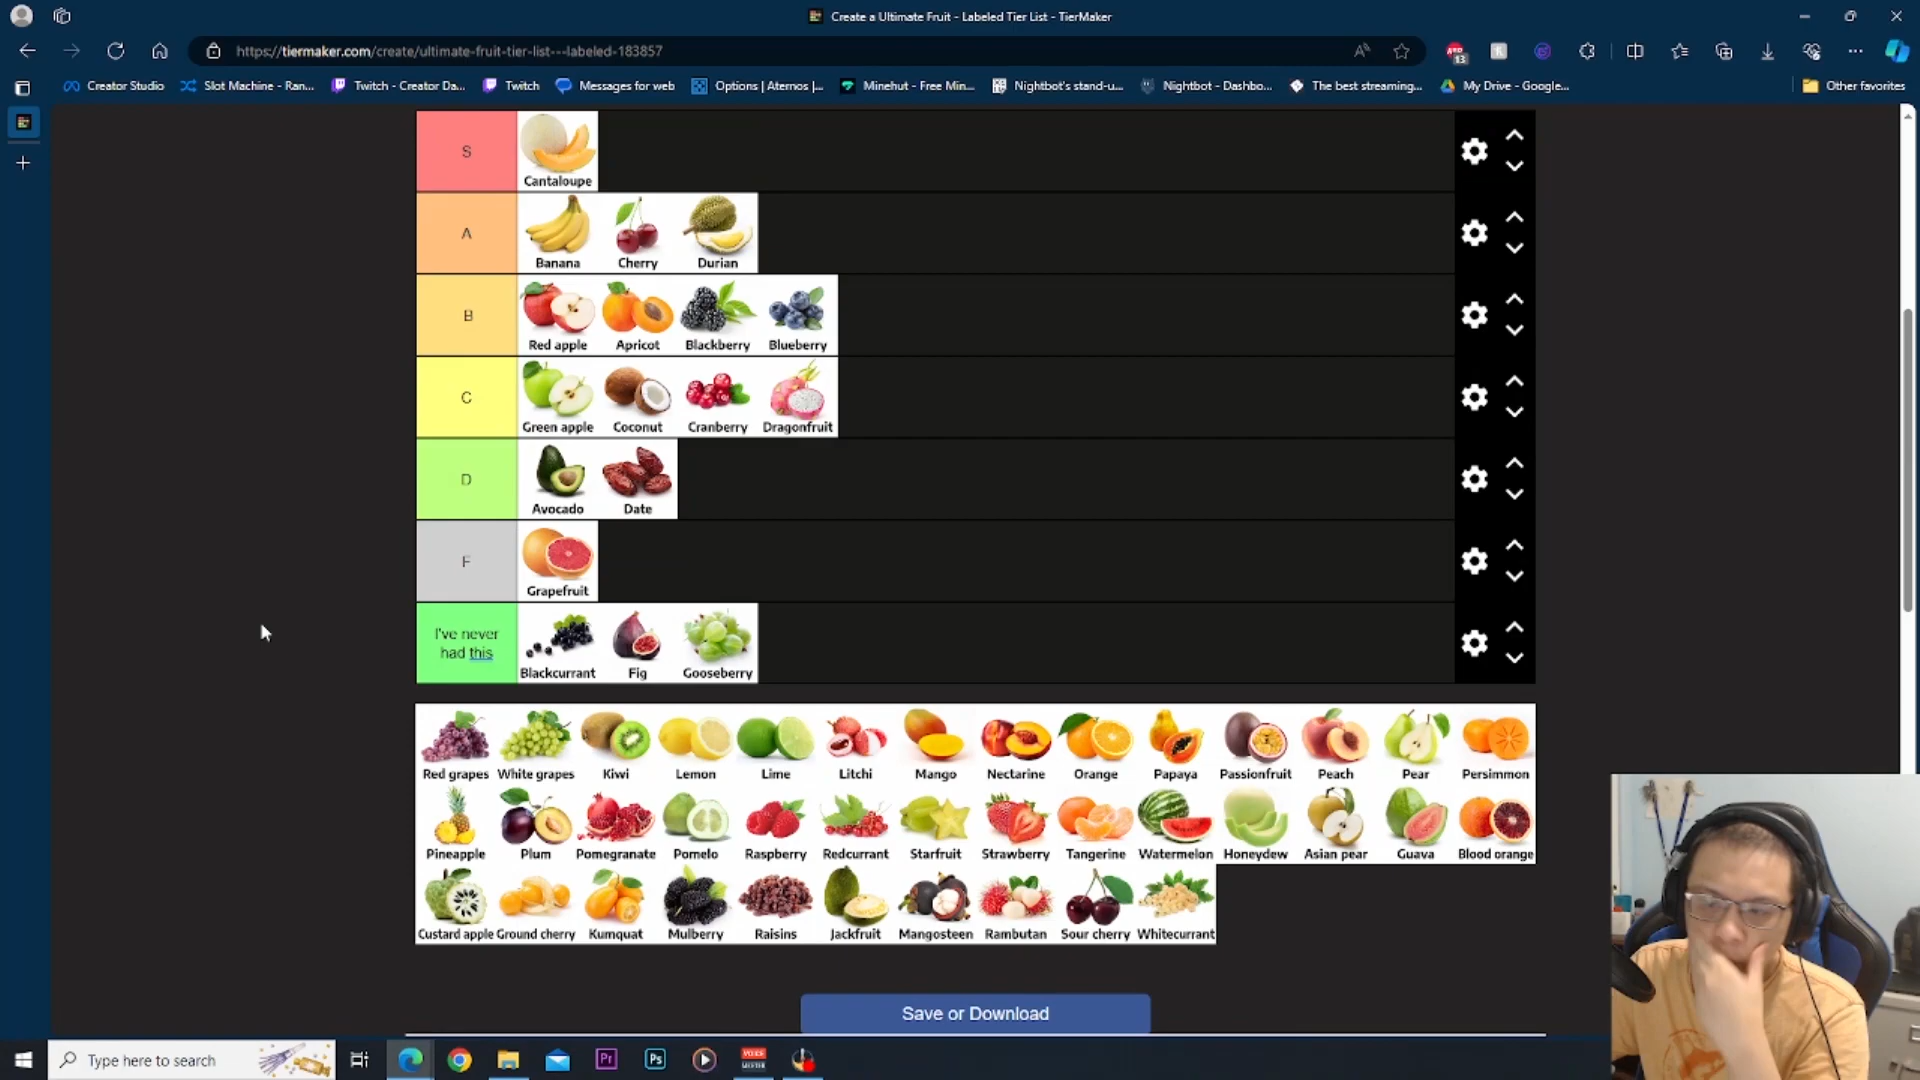 Create a Ultimate Fruit - Labeled Tier List - TierMaker
https://tiermaker.com/create/ultimate-fruit-tier-list---labeled-183857
13
Creator Studio
Slot Machine - Ran...
Twitch - Creator Da...
Twitch
Messages for web
Options | Aternos |...
Minehut - Free Min...
Nightbot's stand-u...
Nightbot - Dashbo...
The best streaming...
My Drive - Google...
Other favorites
S
Cantaloupe
A
Banana Cherry Durian
B
Red apple Apricot Blackberry Blueberry
C
Green apple Coconut Cranberry Dragonfruit
D
Avocado Date
F
Grapefruit
I've never
had this
Blackcurrant Fig Gooseberry
Red grapes White grapes Kiwi Lemon Lime Litchi Mango Nectarine Orange Papaya Passionfruit Peach Pear Persimmon
Pineapple Plum Pomegranate Pomelo Raspberry Redcurrant Starfruit Strawberry Tangerine Watermelon Honeydew Asian pear Guava Blood orange
Custard apple Ground cherry Kumquat Mulberry Raisins Jackfruit Mangosteen Rambutan Sour cherry Whitecurrant
Save or Download
Type here to search
Pr
Ps